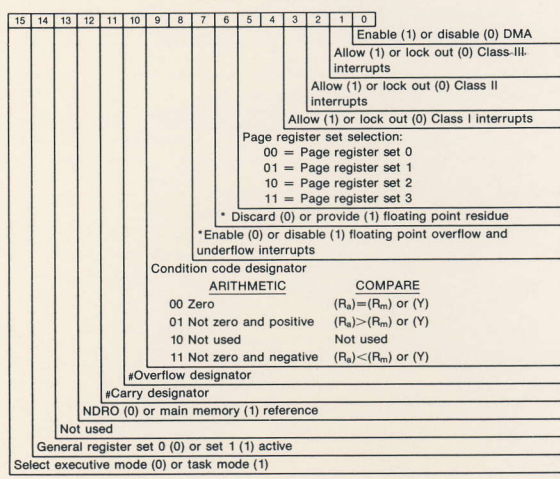 15 14 13 12 11 10 9 8 7 6 5 4 3 2 1 0
Enable (1) or disable (0) DMA
Allow (1) or lock out (0) Class III
interrupts
Allow (1) or lock out (0) Class II
interrupts
Allow (1) or lock out (0) Class I interrupts
Page register set selection:
00 = Page register set 0
01 = Page register set 1
10 = Page register set 2
11 = Page register set 3
* Discard (0) or provide (1) floating point residue
*Enable (0) or disable (1) floating point overflow and
underflow interrupts
Condition code designator
ARITHMETIC COMPARE
00 Zero (Ra)=(Rm) or (Y)
01 Not zero and positive (Ra)>(Rm) or (Y)
10 Not used Not used
11 Not zero and negative (Ra)<(Rm) or (Y)
#Overflow designator
#Carry designator
NDRO (0) or main memory (1) reference
Not used
General register set 0 (0) or set 1 (1) active
Select executive mode (0) or task mode (1)